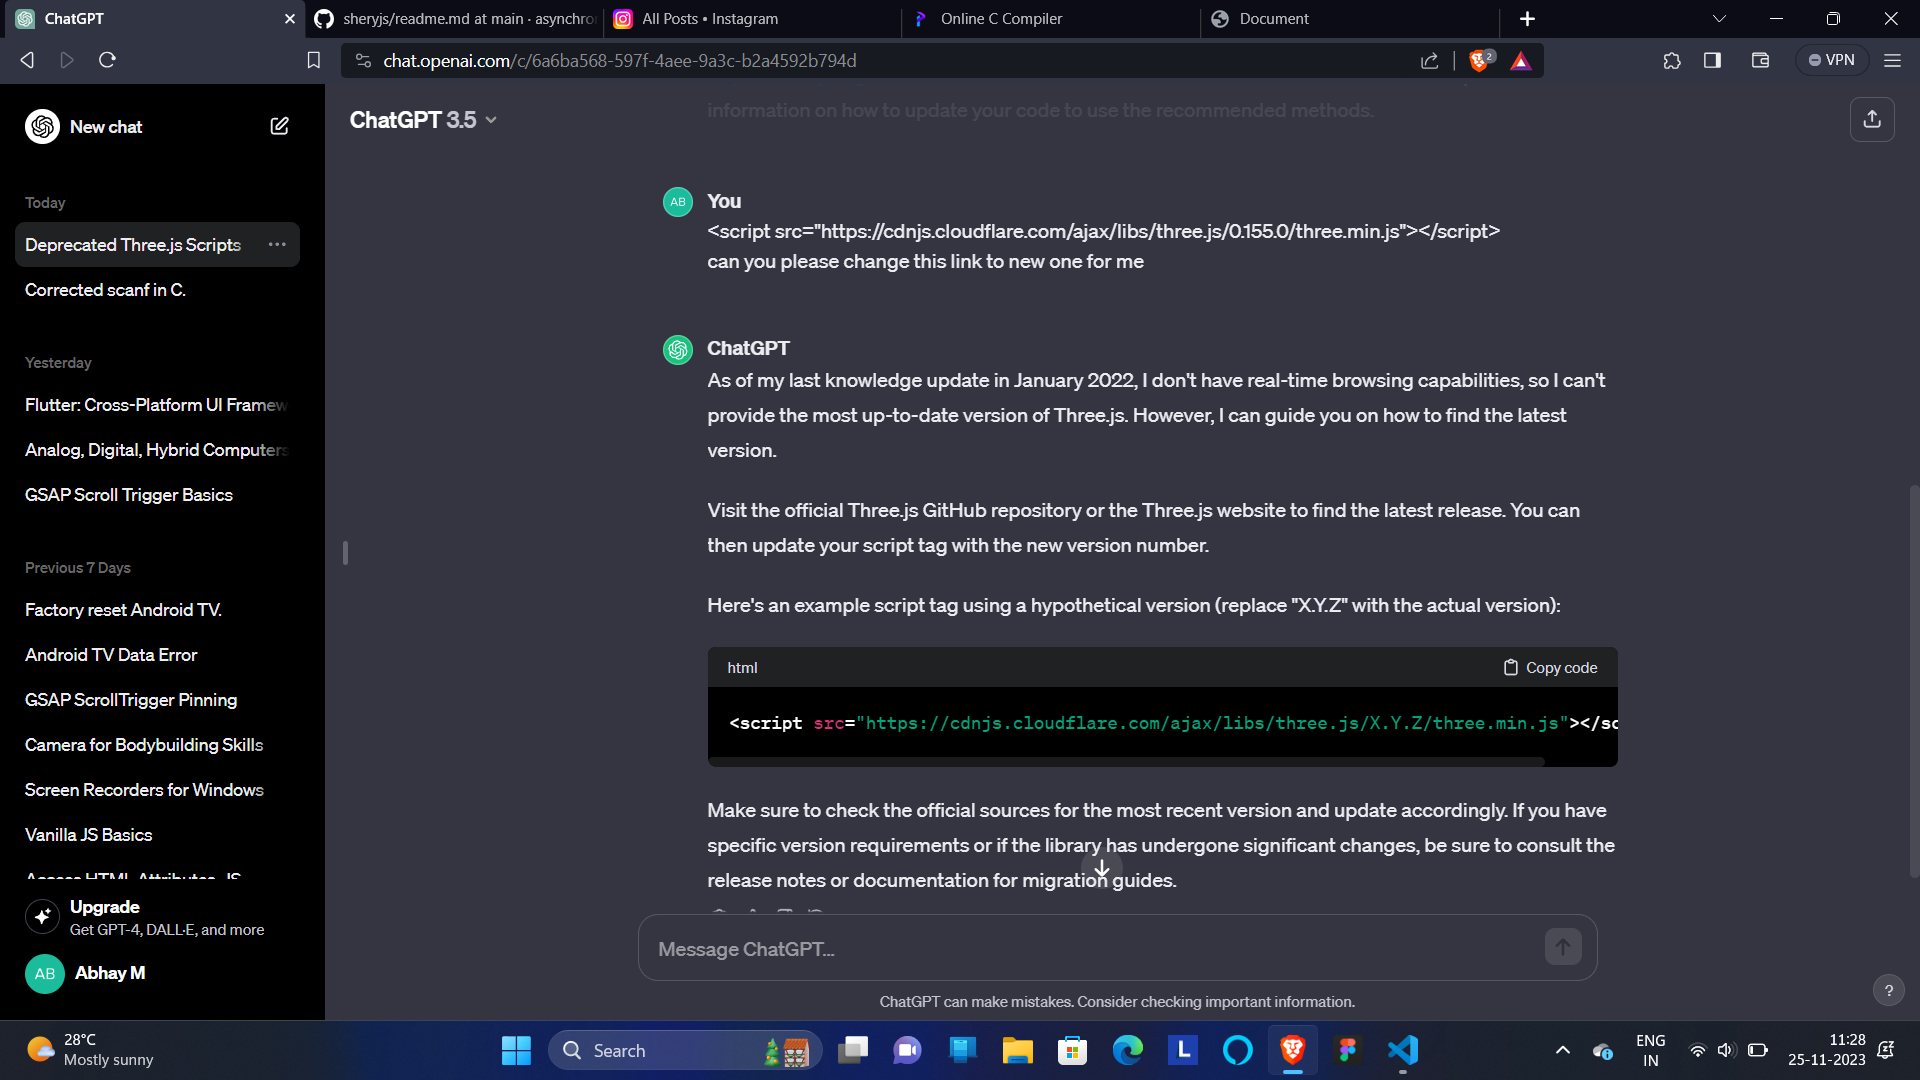 ChatGPT
sheryjs/readme.md at main · asynchro
All Posts • Instagram
Online C Compiler
Document
chat.openai.com/c/6a6ba568-597f-4aee-9a3c-b2a4592b794d
2
VPN
New chat
ChatGPT 3.5
information on how to update your code to use the recommended methods.
Today
Deprecated Three.js Scripts
Corrected scanf in C.
Yesterday
Flutter: Cross-Platform UI Framew
Analog, Digital, Hybrid Computers
GSAP Scroll Trigger Basics
Previous 7 Days
Factory reset Android TV.
Android TV Data Error
GSAP ScrollTrigger Pinning
Camera for Bodybuilding Skills
Screen Recorders for Windows
Vanilla JS Basics
Access HTML Attributes JS
Upgrade
Get GPT-4, DALL·E, and more
AB
Abhay M
AB
You
<script src="https://cdnjs.cloudflare.com/ajax/libs/three.js/0.155.0/three.min.js"></script>
can you please change this link to new one for me
ChatGPT
As of my last knowledge update in January 2022, I don't have real-time browsing capabilities, so I can't
provide the most up-to-date version of Three.js. However, I can guide you on how to find the latest
version.
Visit the official Three.js GitHub repository or the Three.js website to find the latest release. You can
then update your script tag with the new version number.
Here's an example script tag using a hypothetical version (replace "X.Y.Z" with the actual version):
html
Copy code
<script src="https://cdnjs.cloudflare.com/ajax/libs/three.js/X.Y.Z/three.min.js"></sc
Make sure to check the official sources for the most recent version and update accordingly. If you have
specific version requirements or if the library has undergone significant changes, be sure to consult the
release notes or documentation for migration guides.
Message ChatGPT...
ChatGPT can make mistakes. Consider checking important information.
?
28°C
Mostly sunny
Search
L
ENG
IN
11:28
25-11-2023